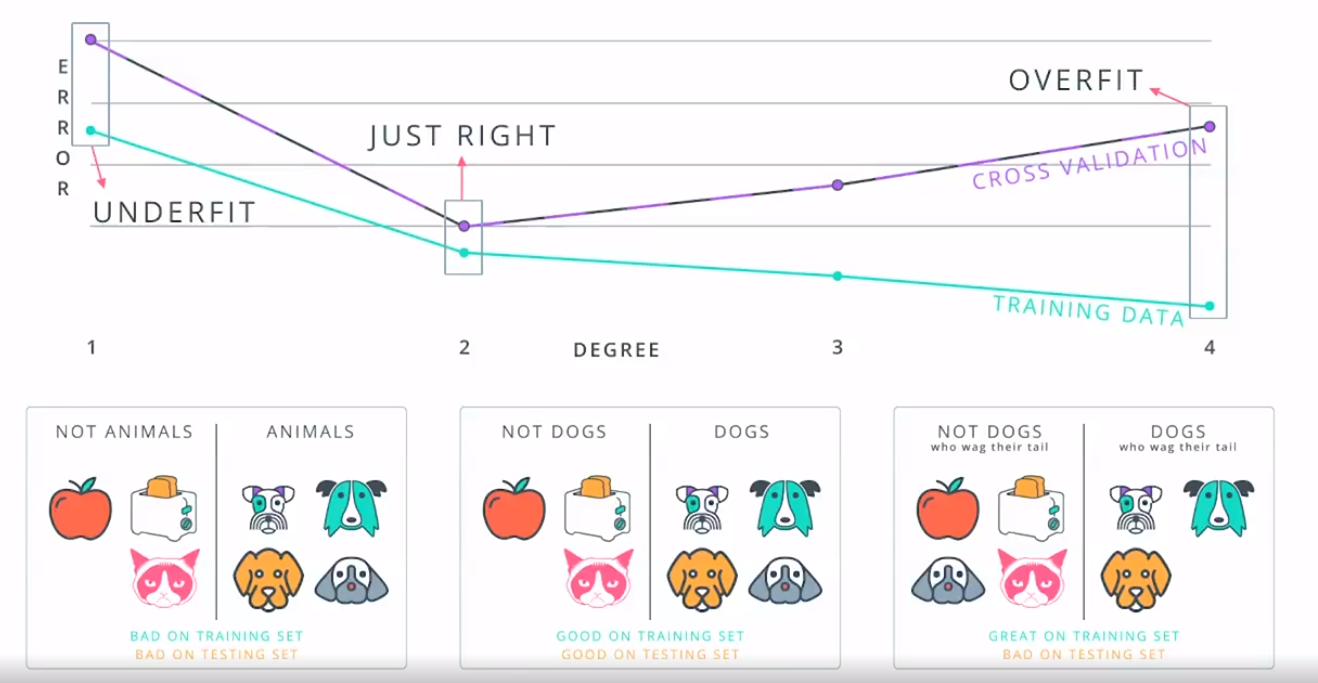 ERROR
OVERFIT
JUST RIGHT
CROSS VALIDATION
UNDERFIT
TRAINING DATA
1
2
DEGREE
3
4
NOT ANIMALS
ANIMALS
BAD ON TRAINING SET
BAD ON TESTING SET
NOT DOGS
DOGS
GOOD ON TRAINING SET
GOOD ON TESTING SET
NOT DOGS
who wag their tail
DOGS
who wag their tail
GREAT ON TRAINING SET
BAD ON TESTING SET